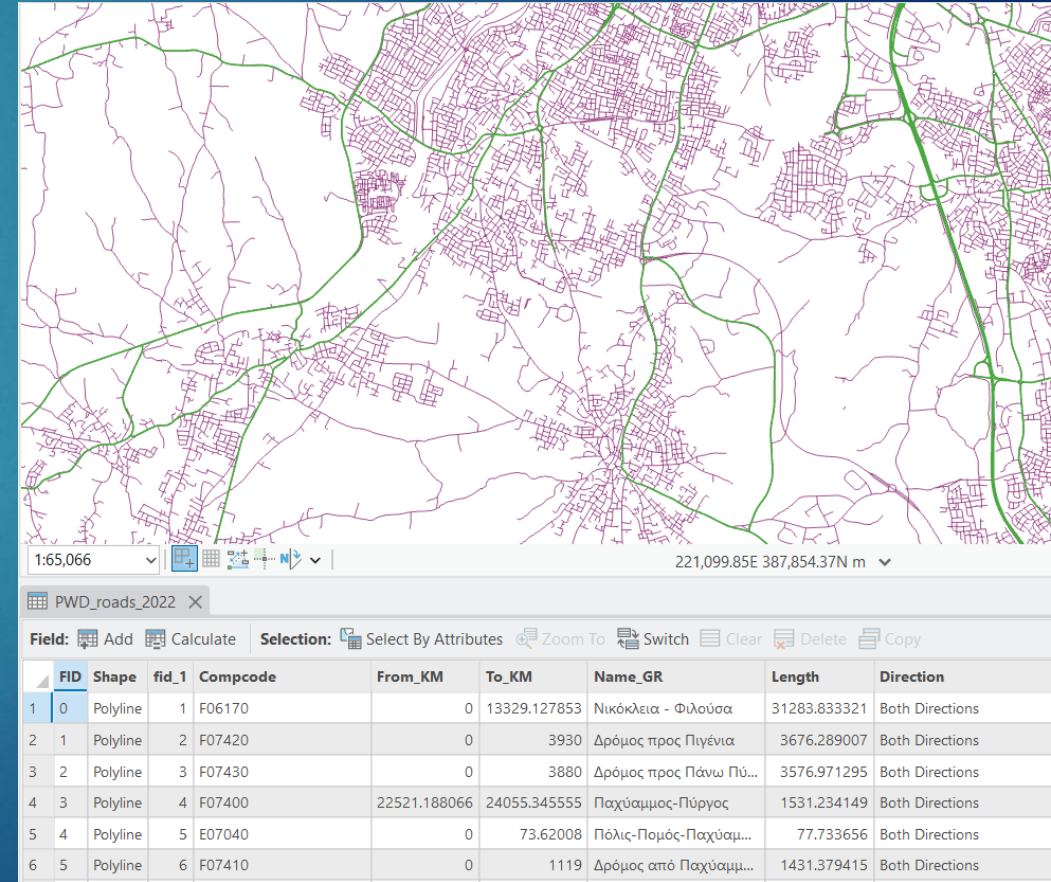 1:65,066
N
221,099.85E 387,854.37N m
PWD_roads_2022
Field: Add Calculate Selection: Select By Attributes Zoom To Switch Clear Delete Copy
FID Shape fid_1 Compcode From_KM To_KM Name_GR Length Direction
1 0 Polyline 1 F06170 0 13329.127853 Νικόκλεια - Φιλούσα 31283.833321 Both Directions
2 1 Polyline 2 F07420 0 3930 Δρόμος προς Πιγένια 3676.289007 Both Directions
3 2 Polyline 3 F07430 0 3880 Δρόμος προς Πάνω Πύ... 3576.971295 Both Directions
4 3 Polyline 4 F07400 22521.188066 24055.345555 Παχύαμμος-Πύργος 1531.234149 Both Directions
5 4 Polyline 5 E07040 0 73.62008 Πόλις-Πομός-Παχύαμ... 77.733656 Both Directions
6 5 Polyline 6 F07410 0 1119 Δρόμος από Παχύαμμ... 1431.379415 Both Directions